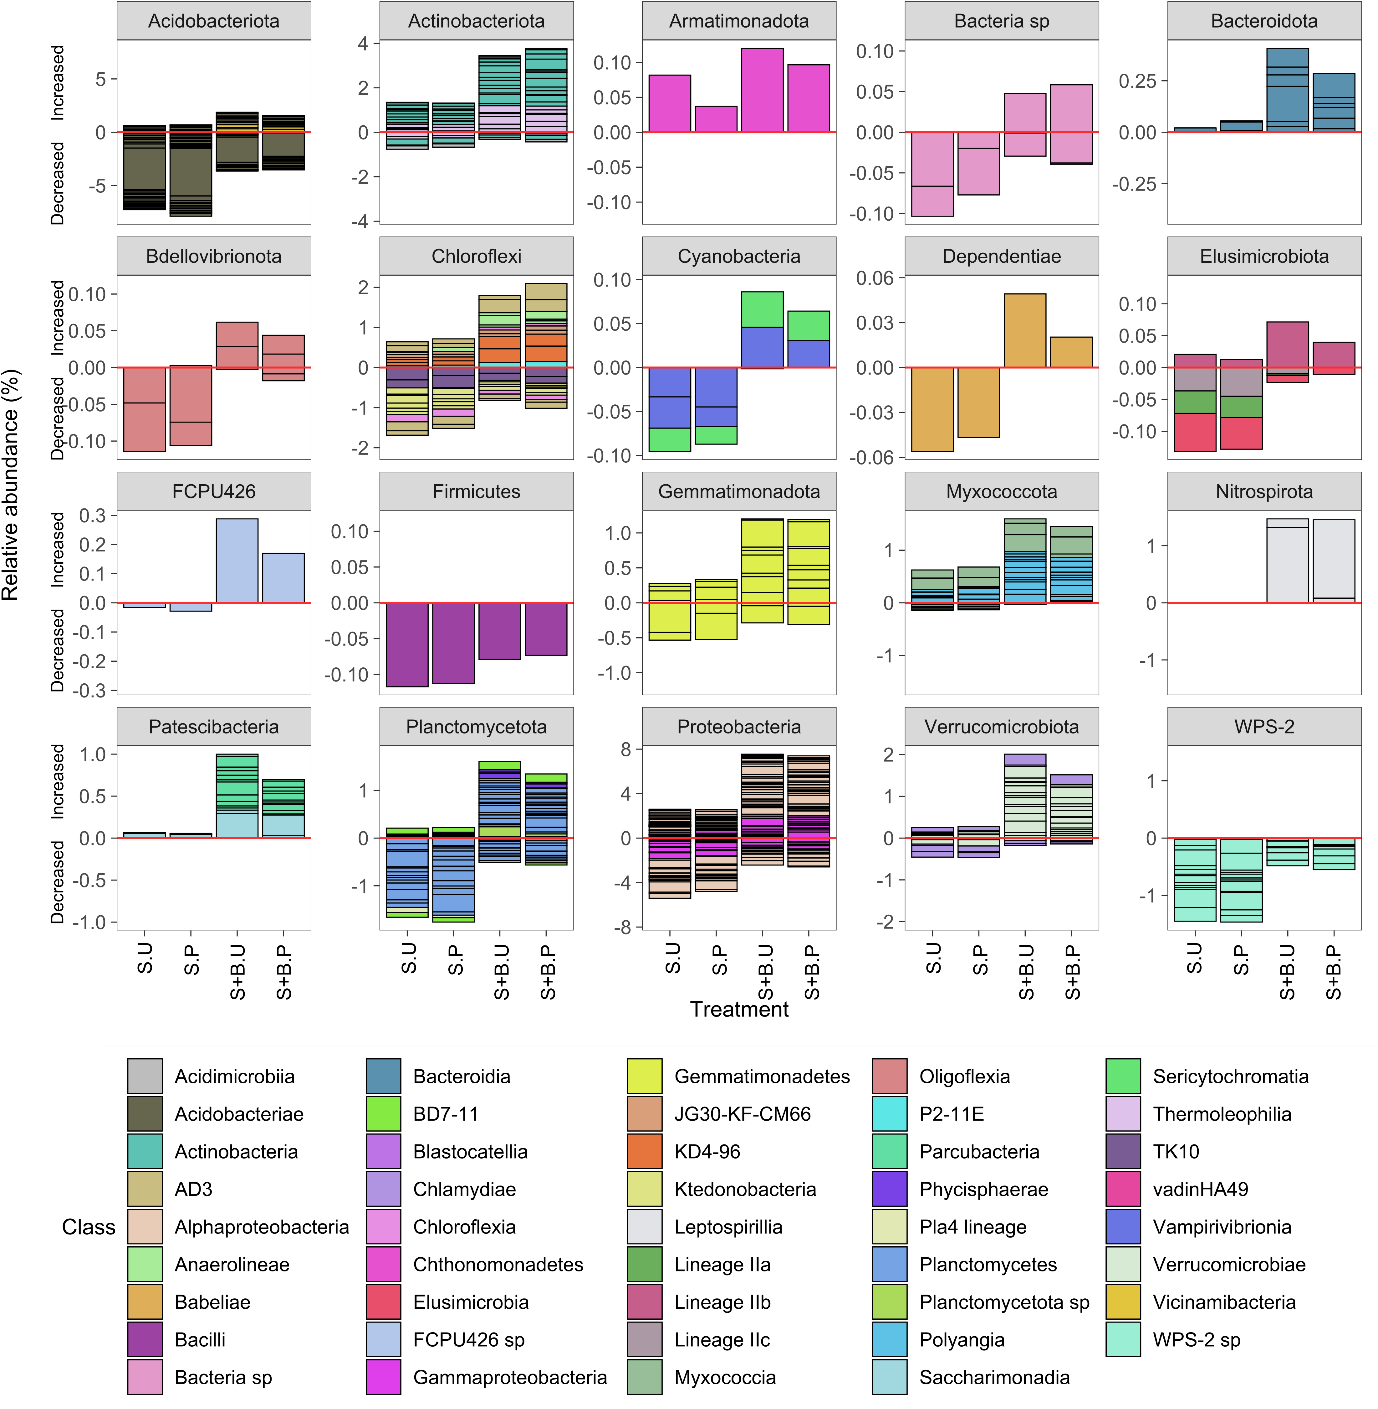 Acidobacteriota Actinobacteriota Armatimonadota Bacteria sp Bacteroidota
Increased
Decreased
5
0
-5
4
2
0
-2
-4
0.10
0.05
0.00
-0.05
-0.10
0.10
0.05
0.00
-0.05
-0.10
0.25
0.00
-0.25
Bdellovibrionota Chloroflexi Cyanobacteria Dependentiae Elusimicrobiota
Increased
Decreased
0.10
0.05
0.00
-0.05
-0.10
2
1
0
-1
-2
0.10
0.05
0.00
-0.05
-0.10
0.06
0.03
0.00
-0.03
-0.06
0.10
0.05
0.00
-0.05
-0.10
Relative abundance (%)
FCPU426 Firmicutes Gemmatimonadota Myxococcota Nitrospirota
Increased
Decreased
0.3
0.2
0.1
0.0
-0.1
-0.2
-0.3
0.10
0.05
0.00
-0.05
-0.10
1.0
0.5
0.0
-0.5
-1.0
1
0
-1
1
0
-1
Patescibacteria Planctomycetota Proteobacteria Verrucomicrobiota WPS-2
Increased
Decreased
1.0
0.5
0.0
-0.5
-1.0
1
0
-1
8
4
0
-4
-8
2
1
0
-1
-2
1
0
-1
S.U S.P S+B.U S+B.P S.U S.P S+B.U S+B.P S.U S.P S+B.U S+B.P S.U S.P S+B.U S+B.P S.U S.P S+B.U S+B.P
Treatment
Class
Acidimicrobiia
Acidobacteriae
Actinobacteria
AD3
Alphaproteobacteria
Anaerolineae
Babeliae
Bacilli
Bacteria sp
Bacteroidia
BD7-11
Blastocatellia
Chlamydiae
Chloroflexia
Chthonomonadetes
Elusimicrobia
FCPU426 sp
Gammaproteobacteria
Gemmatimonadetes
JG30-KF-CM66
KD4-96
Ktedonobacteria
Leptospirillia
Lineage IIa
Lineage IIb
Lineage IIc
Myxococcia
Oligoflexia
P2-11E
Parcubacteria
Phycisphaerae
Pla4 lineage
Planctomycetes
Planctomycetota sp
Polyangia
Saccharimonadia
Sericytochromatia
Thermoleophilia
TK10
vadinHA49
Vampirivibrionia
Verrucomicrobiae
Vicinamibacteria
WPS-2 sp